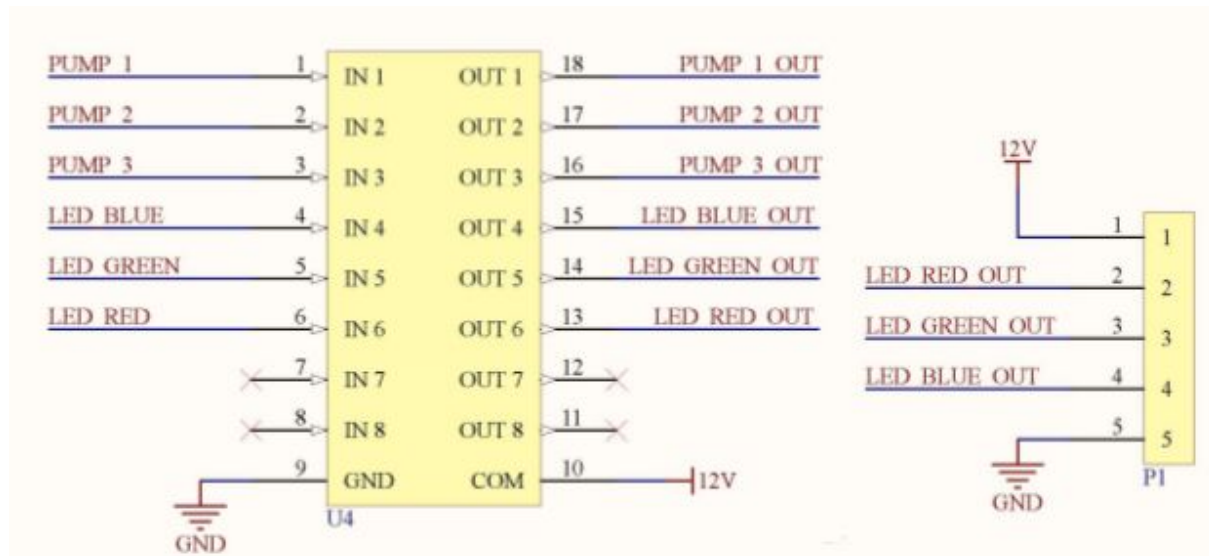 PUMP 1 1 IN 1 OUT 1 18 PUMP 1 OUT
PUMP 2 2 IN 2 OUT 2 17 PUMP 2 OUT
PUMP 3 3 IN 3 OUT 3 16 PUMP 3 OUT
LED BLUE 4 IN 4 OUT 4 15 LED BLUE OUT
LED GREEN 5 IN 5 OUT 5 14 LED GREEN OUT
LED RED 6 IN 6 OUT 6 13 LED RED OUT
7 IN 7 OUT 7 12
8 IN 8 OUT 8 11
9 GND COM 10 12V
GND
U4
12V
1 1
LED RED OUT 2 2
LED GREEN OUT 3 3
LED BLUE OUT 4 4
5 5
GND
P1